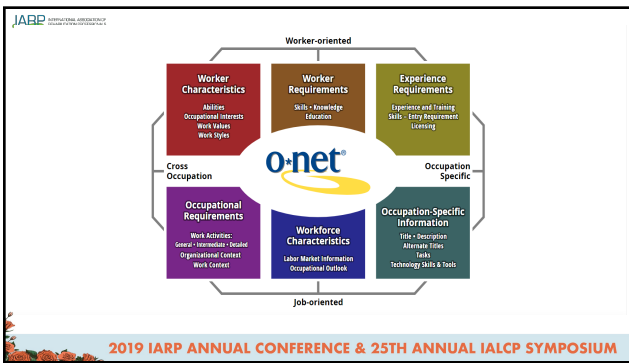 IARP INTERNATIONAL ASSOCIATION OF
REHABILITATION PROFESSIONALS
Worker-oriented
Worker
Characteristics
Abilities
Occupational Interests
Work Values
Work Styles
Worker
Requirements
Skills • Knowledge
Education
Experience
Requirements
Experience and Training
Skills - Entry Requirement
Licensing
Cross
Occupation
o*net®
Occupation
Specific
Occupational
Requirements
Work Activities:
General • Intermediate • Detailed
Organizational Context
Work Context
Workforce
Characteristics
Labor Market Information
Occupational Outlook
Occupation-Specific
Information
Title • Description
Alternate Titles
Tasks
Technology Skills & Tools
Job-oriented
2019 IARP ANNUAL CONFERENCE & 25TH ANNUAL IALCP SYMPOSIUM